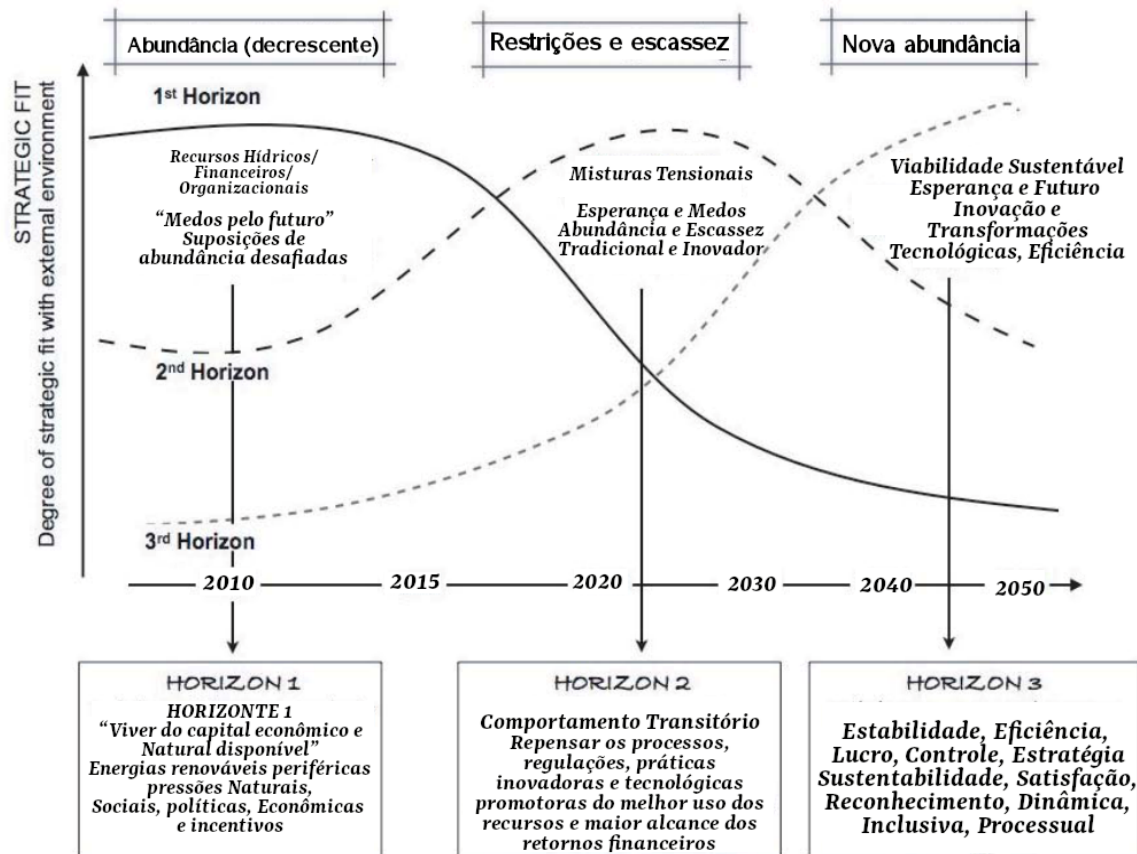 Abundância (decrescente)
Restrições e escassez
Nova abundância
STRATEGIC FIT
Degree of strategic fit with external environment
1st Horizon
Recursos Hídricos/
Financeiros/
Organizacionais
“Medos pelo futuro”
Suposições de
abundância desafiadas
2nd Horizon
3rd Horizon
Misturas Tensionais
Esperança e Medos
Abundância e Escassez
Tradicional e Inovador
Viabilidade Sustentável
Esperança e Futuro
Inovação e
Transformações
Tecnológicas, Eficiência
2010
2015
2020
2030
2040
2050
HORIZON 1
HORIZONTE 1
“Viver do capital econômico e
Natural disponível”
Energias renováveis periféricas
pressões Naturais,
Sociais, políticas, Econômicas
e incentivos
HORIZON 2
Comportamento Transitório
Repensar os processos,
regulações, práticas
inovadoras e tecnológicas
promotoras do melhor uso dos
recursos e maior alcance dos
retornos financeiros
HORIZON 3
Estabilidade, Eficiência,
Lucro, Controle, Estratégia
Sustentabilidade, Satisfação,
Reconhecimento, Dinâmica,
Inclusiva, Processual